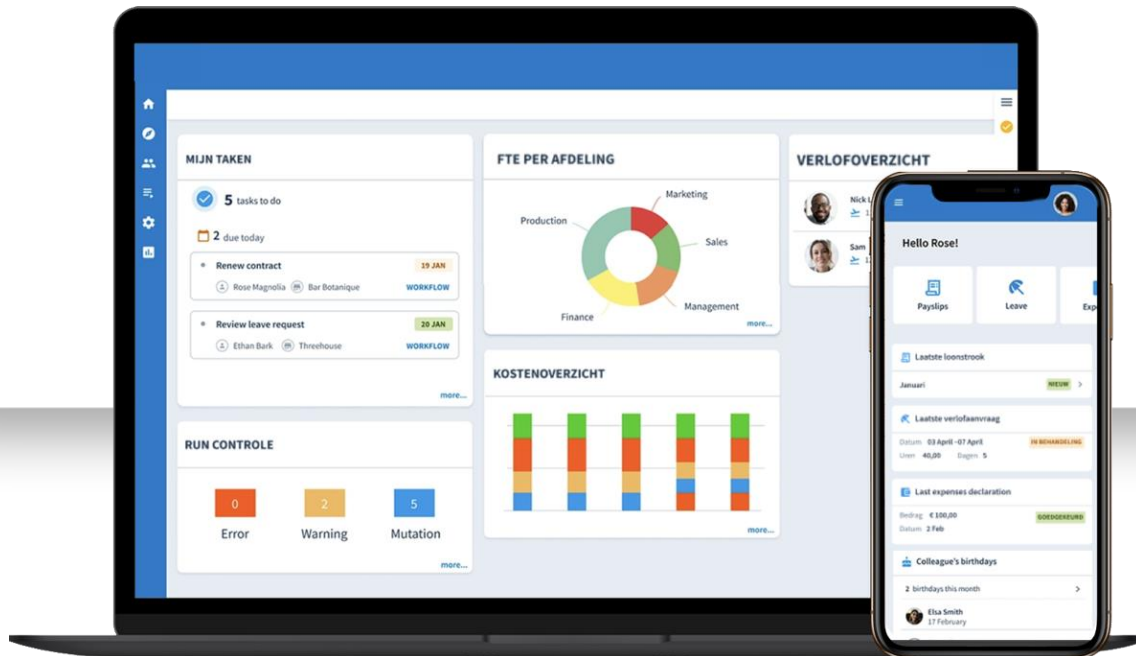 MIJN TAKEN
5 tasks to do
2 due today
Renew contract 19 JAN
Rose Magnolia Bar Botanique WORKFLOW
Review leave request 20 JAN
Ethan Bark Threehouse WORKFLOW
more...
RUN CONTROLE
0 2 5
Error Warning Mutation
more...
FTE PER AFDELING
Marketing
Production
Sales
Management
Finance
more...
KOSTENOVERZICHT
more...
VERLOFOVERZICHT
Nick
Sam
Hello Rose!
Payslips Leave
Laatste loonstrook
Januari NIEUW
Laatste verlofaanvraag
Datum 03 April -07 April IN BEHANDELING
Uren 40,00 Dagen 5
Last expenses declaration
Bedrag € 100,00 GOEDGEKEURD
Datum 2 Feb
Colleague's birthdays
2 birthdays this month
Elsa Smith
17 February